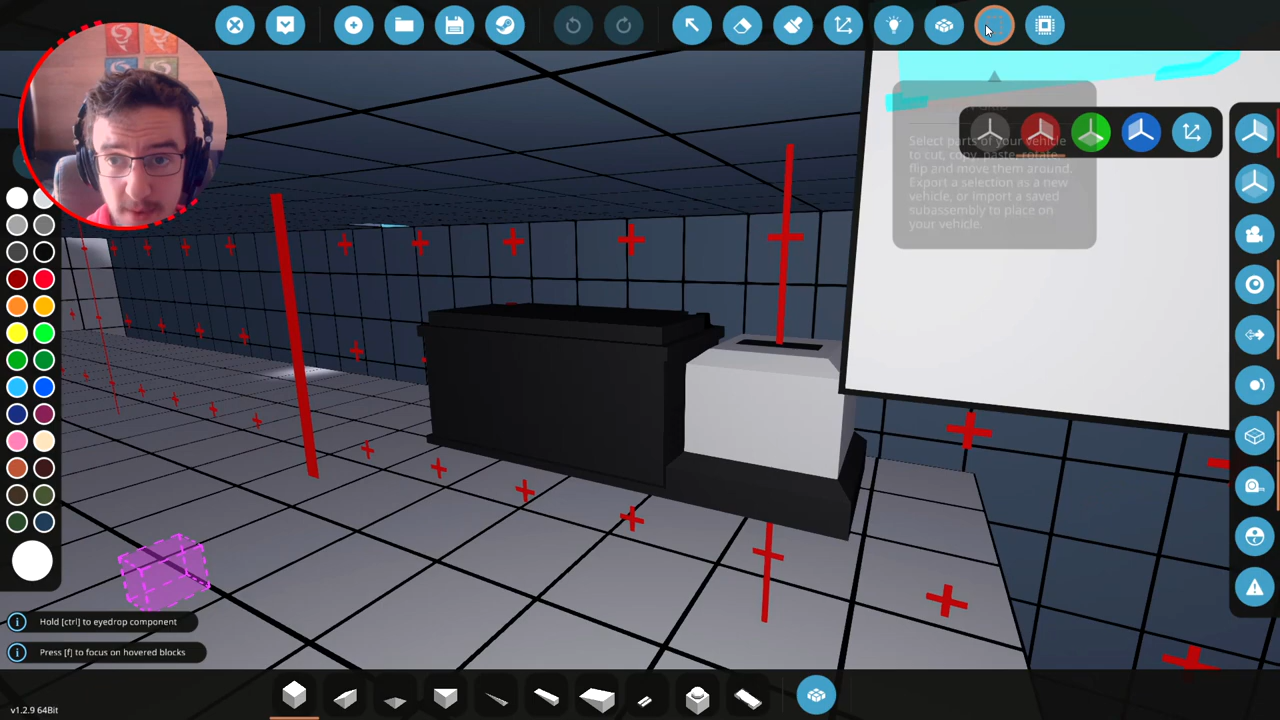 Select parts of your vehicle
to cut, copy, paste, rotate,
flip and move them around.
Export a selection as a new
vehicle, or import a saved
subassembly to place on
your vehicle.
Hold [ctrl] to eyedrop component
Press [f] to focus on hovered blocks
v1.2.9 64Bit